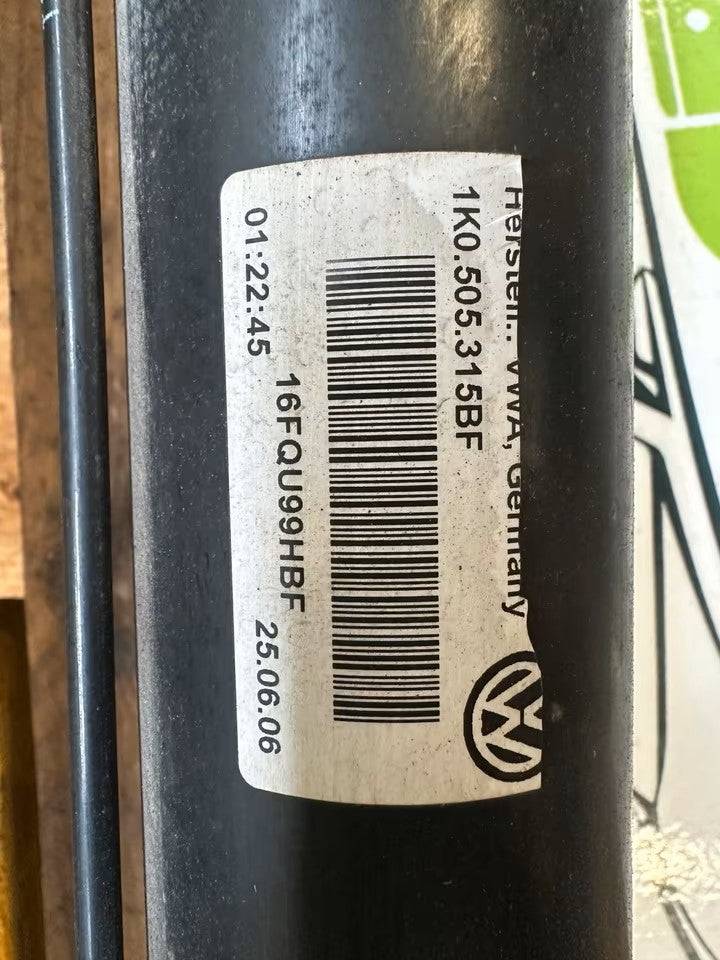 Herstell.: VWA, Germany
1K0.505.315BF
16FQU99HBF
01:22:45 25.06.06